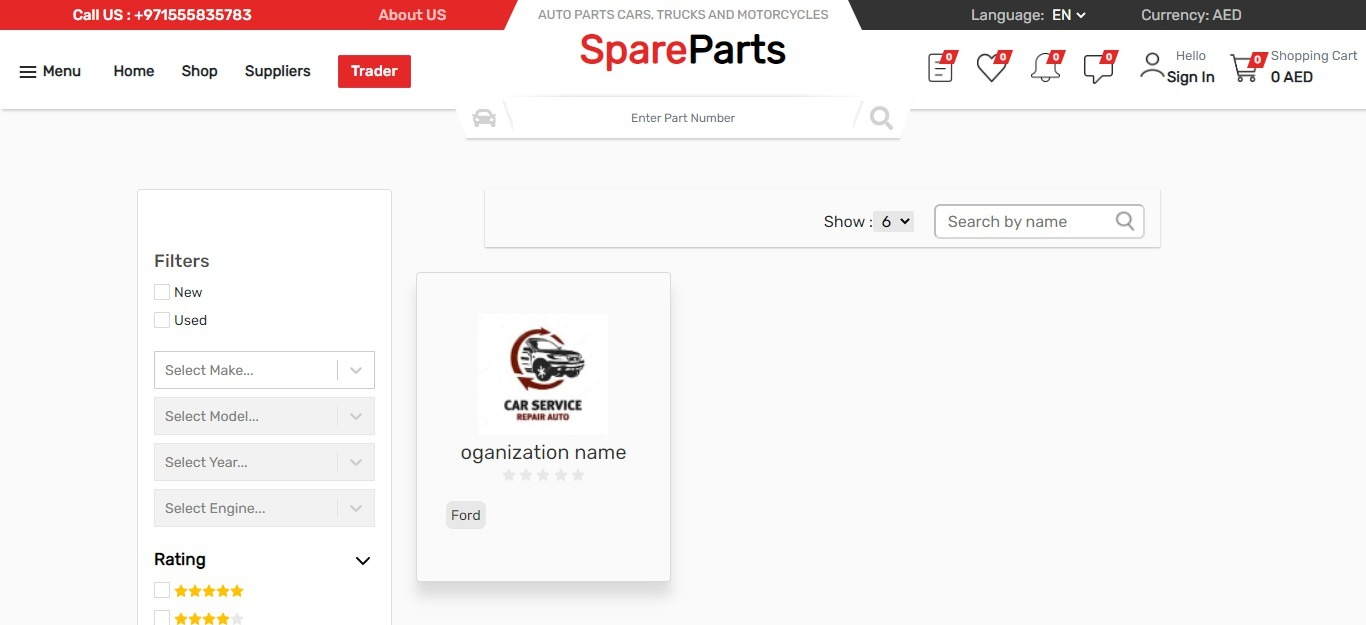 Call US : +971555835783
About US
AUTO PARTS CARS, TRUCKS AND MOTORCYCLES
Language: EN
Currency: AED
SpareParts
Menu
Home
Shop
Suppliers
Trader
0
0
0
0
Hello
Sign In
0
Shopping Cart
0 AED
Enter Part Number
Show : 6
Search by name
Filters
New
Used
Select Make...
Select Model...
Select Year...
Select Engine...
Rating
CAR SERVICE
REPAIR AUTO
oganization name
Ford